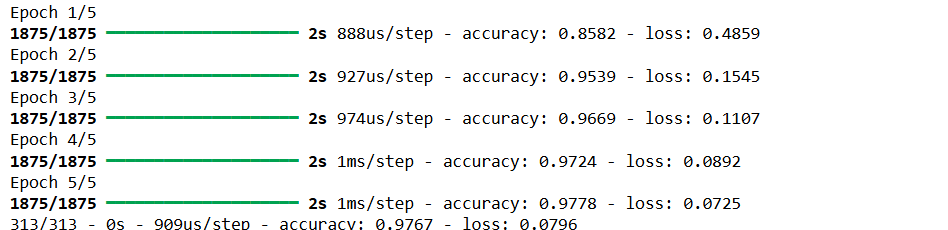 Epoch 1/5
1875/1875 2s 888us/step - accuracy: 0.8582 - loss: 0.4859
Epoch 2/5
1875/1875 2s 927us/step - accuracy: 0.9539 - loss: 0.1545
Epoch 3/5
1875/1875 2s 974us/step - accuracy: 0.9669 - loss: 0.1107
Epoch 4/5
1875/1875 2s 1ms/step - accuracy: 0.9724 - loss: 0.0892
Epoch 5/5
1875/1875 2s 1ms/step - accuracy: 0.9778 - loss: 0.0725
313/313 - 0s - 909us/step - accuracy: 0.9767 - loss: 0.0796